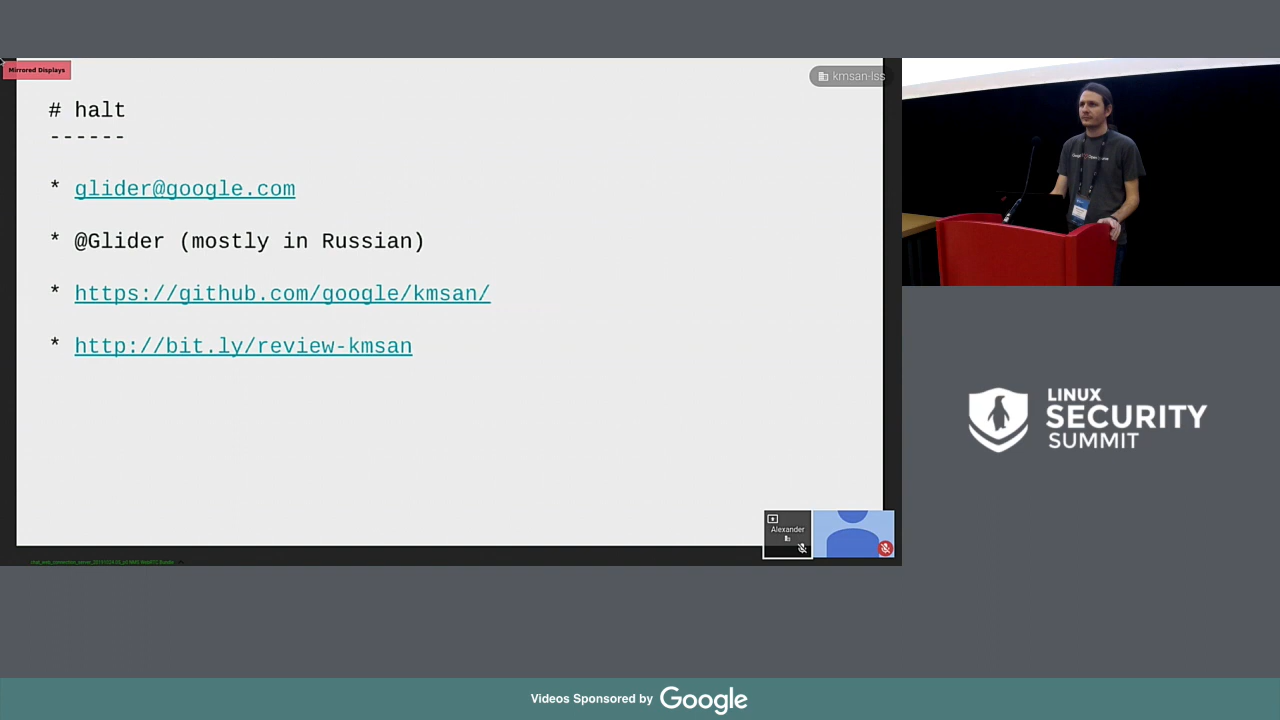 Mirrored Displays
kmsan-lss
# halt
------
* glider@google.com
* @Glider (mostly in Russian)
* https://github.com/google/kmsan/
* http://bit.ly/review-kmsan
Alexander
LINUX
SECURITY
SUMMIT
Videos Sponsored by Google